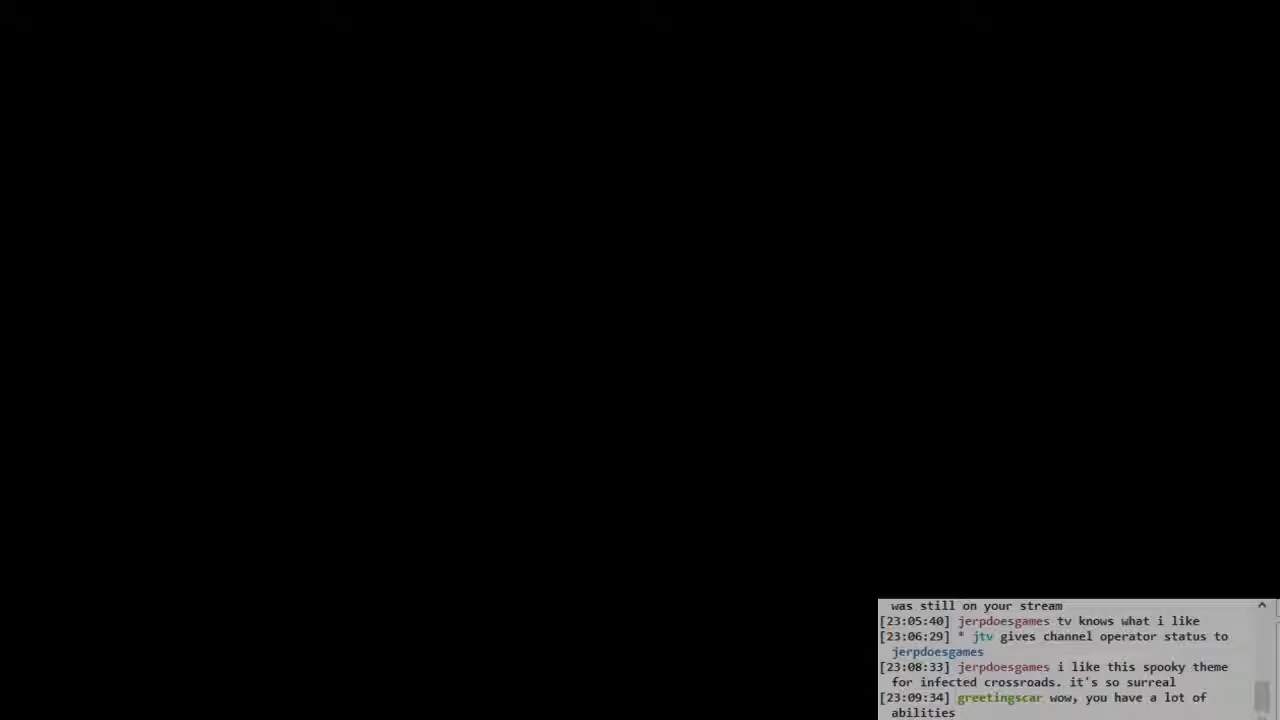 was still on your stream
[23:05:40] jerpdoesgames tv knows what i like
[23:06:29] * jtv gives channel operator status to
jerpdoesgames
[23:08:33] jerpdoesgames i like this spooky theme
for infected crossroads. it's so surreal
[23:09:34] greetingscar wow, you have a lot of
abilities